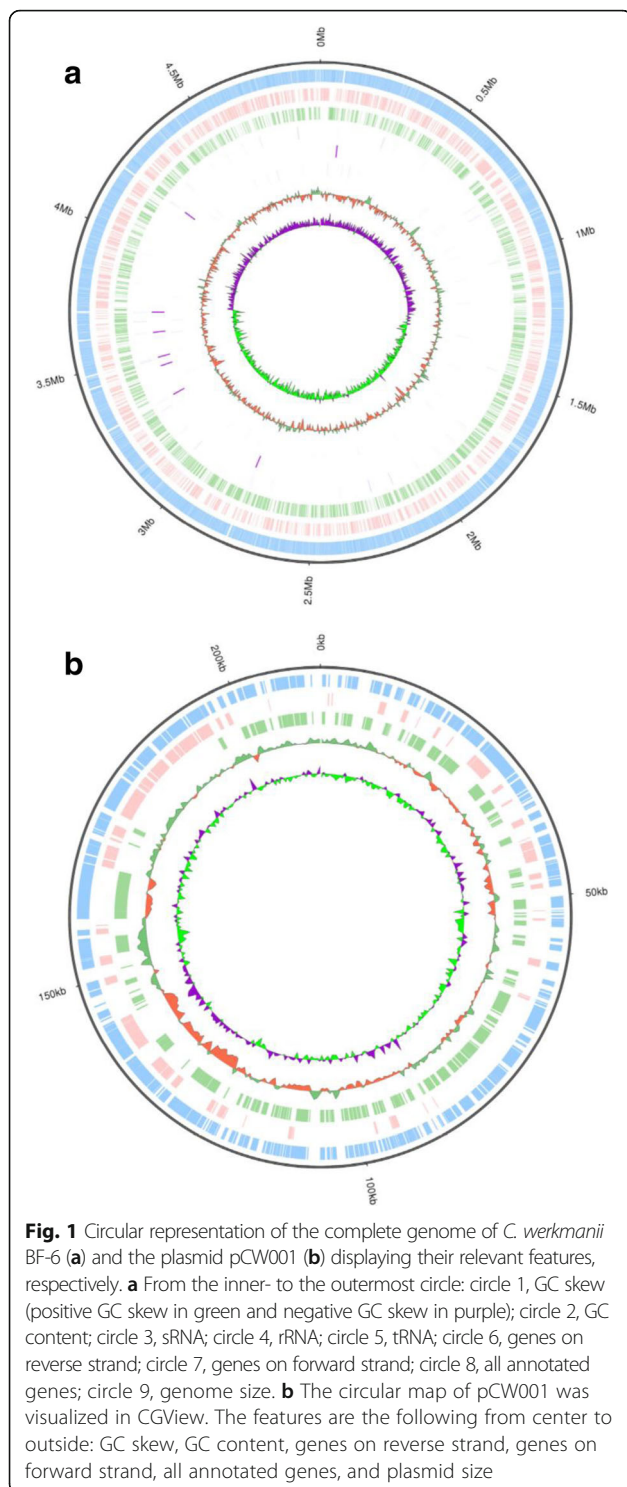 a
0Mb
0.5Mb
1Mb
1.5Mb
2Mb
2.5Mb
3Mb
3.5Mb
4Mb
4.5Mb
b
0kb
50kb
100kb
150kb
200kb
Fig. 1 Circular representation of the complete genome of C. werkmanii
BF-6 (a) and the plasmid pCW001 (b) displaying their relevant features,
respectively. a From the inner- to the outermost circle: circle 1, GC skew
(positive GC skew in green and negative GC skew in purple); circle 2, GC
content; circle 3, sRNA; circle 4, rRNA; circle 5, tRNA; circle 6, genes on
reverse strand; circle 7, genes on forward strand; circle 8, all annotated
genes; circle 9, genome size. b The circular map of pCW001 was
visualized in CGView. The features are the following from center to
outside: GC skew, GC content, genes on reverse strand, genes on
forward strand, all annotated genes, and plasmid size